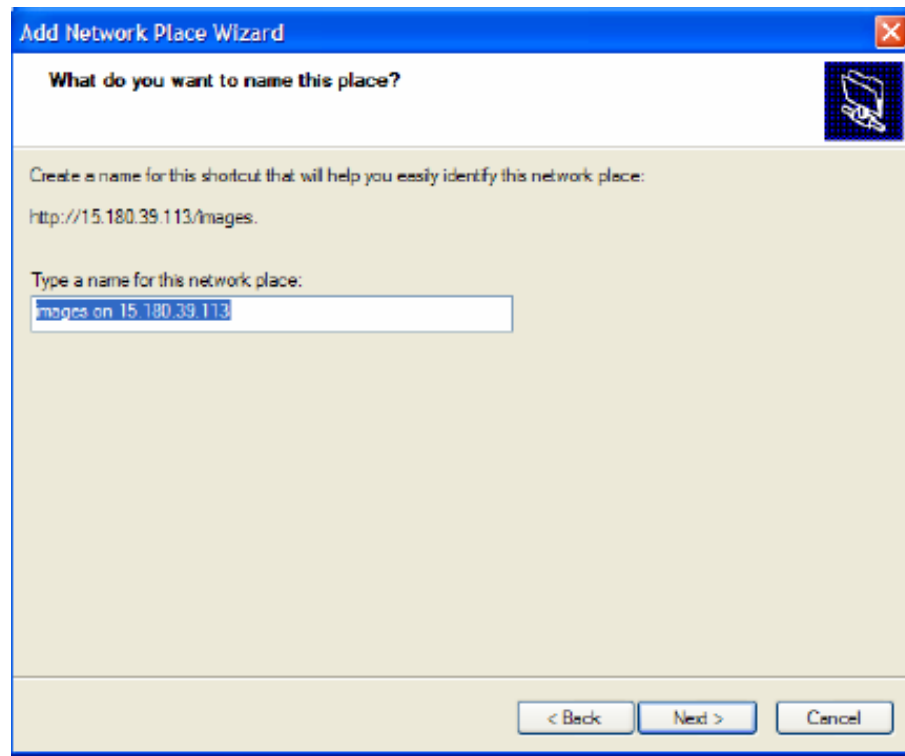 Add Network Place Wizard
What do you want to name this place?
Create a name for this shortcut that will help you easily identify this network place:
http://15.180.39.113/images.
Type a name for this network place:
images on 15.180.39.113
< Back
Next >
Cancel